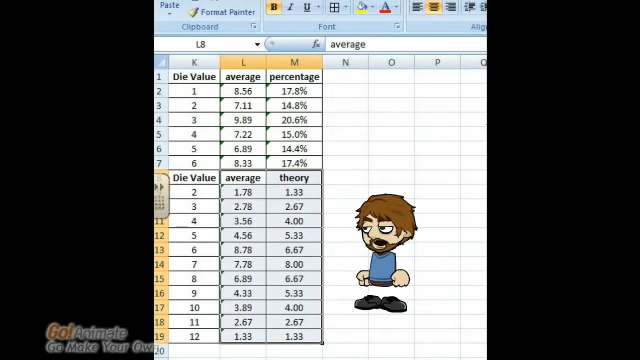 Paste
Format Painter
B I U A
Clipboard
Font
Alig
L8 fx average
K L M N O P Q
1 Die Value average percentage
2 1 8.56 17.8%
3 2 7.11 14.8%
4 3 9.89 20.6%
5 4 7.22 15.0%
6 5 6.89 14.4%
7 6 8.33 17.4%
8 Die Value average theory
2 1.78 1.33
3 2.78 2.67
11 4 3.56 4.00
12 5 4.56 5.33
13 6 8.78 6.67
14 7 7.78 8.00
15 8 6.89 6.67
16 9 4.33 5.33
17 10 3.89 4.00
18 11 2.67 2.67
19 12 1.33 1.33
20
Go!Animate
Go Make Your Own